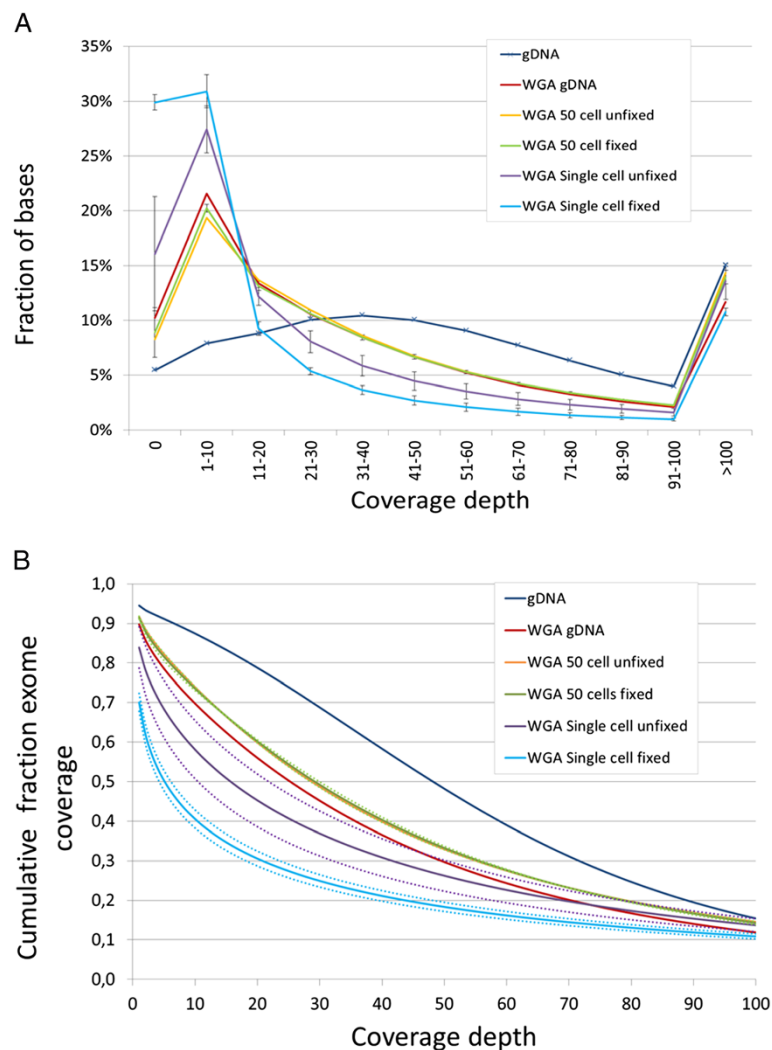 A
35%
30%
25%
20%
15%
10%
5%
0%
Fraction of bases
gDNA
WGA gDNA
WGA 50 cell unfixed
WGA 50 cell fixed
WGA Single cell unfixed
WGA Single cell fixed
0
1-10
11-20
21-30
31-40
41-50
51-60
61-70
71-80
81-90
91-100
>100
Coverage depth
B
1,0
0,9
0,8
0,7
0,6
0,5
0,4
0,3
0,2
0,1
0,0
Cumulative fraction exome
coverage
gDNA
WGA gDNA
WGA 50 cell unfixed
WGA 50 cells fixed
WGA Single cell unfixed
WGA Single cell fixed
0
10
20
30
40
50
60
70
80
90
100
Coverage depth